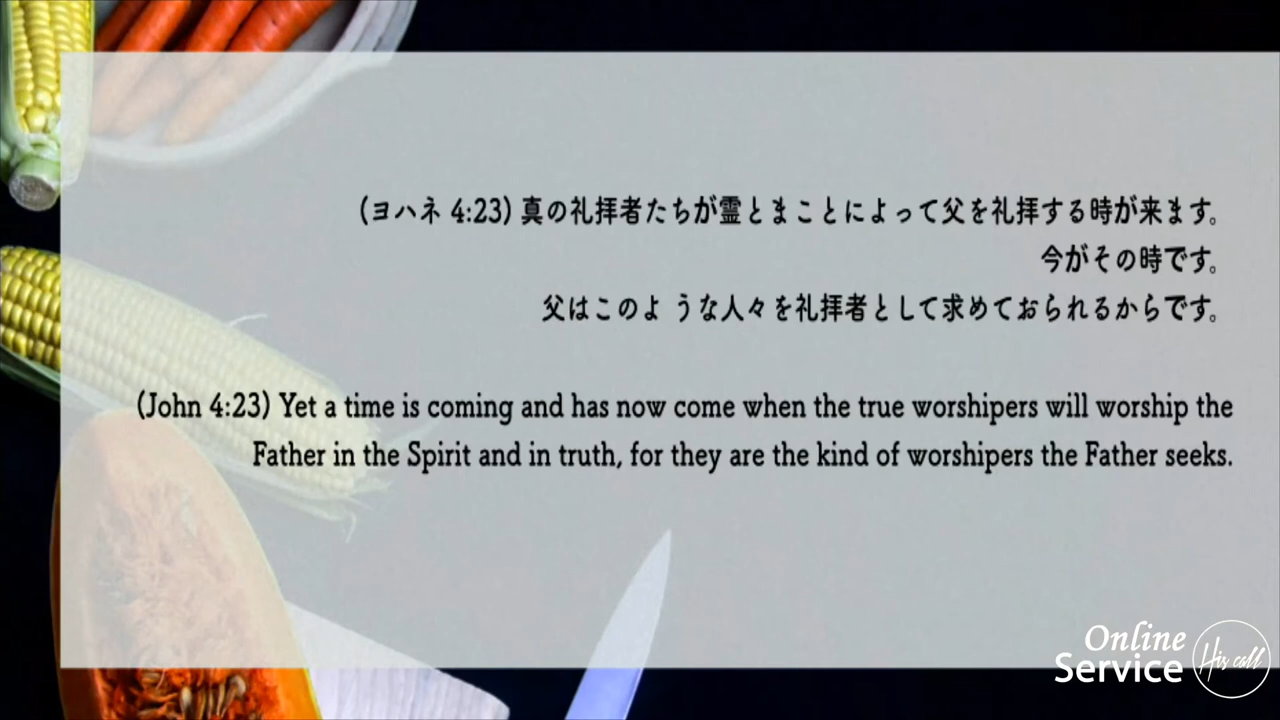 (ヨハネ 4:23) 真の礼拝者たちが霊とまことによって父を礼拝する時が来ます。
今がその時です。
父はこのよ うな人々を礼拝者として求めておられるからです。
(John 4:23) Yet a time is coming and has now come when the true worshipers will worship the
Father in the Spirit and in truth, for they are the kind of worshipers the Father seeks.
Online
Service
His call